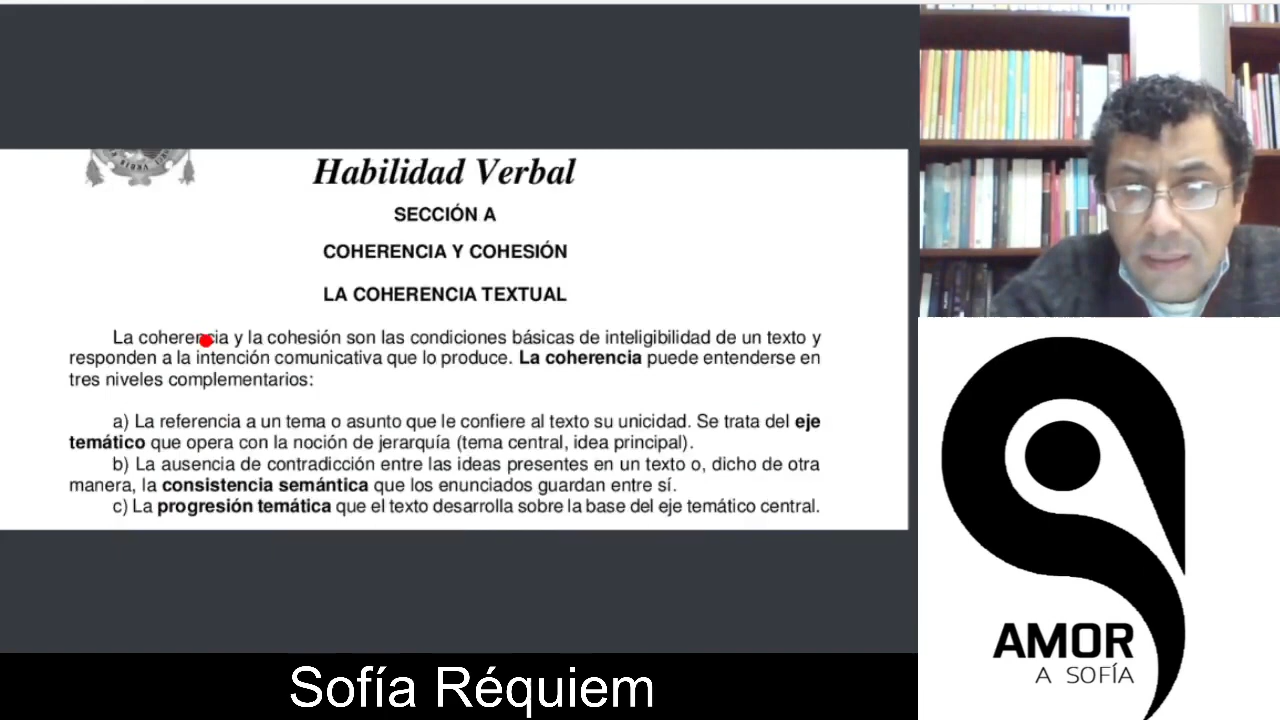 Habilidad Verbal
SECCIÓN A
COHERENCIA Y COHESIÓN
LA COHERENCIA TEXTUAL
La coherencia y la cohesión son las condiciones básicas de inteligibilidad de un texto y
responden a la intención comunicativa que lo produce. La coherencia puede entenderse en
tres niveles complementarios:
a) La referencia a un tema o asunto que le confiere al texto su unicidad. Se trata del eje
temático que opera con la noción de jerarquía (tema central, idea principal).
b) La ausencia de contradicción entre las ideas presentes en un texto o, dicho de otra
manera, la consistencia semántica que los enunciados guardan entre sí.
c) La progresión temática que el texto desarrolla sobre la base del eje temático central.
AMOR
A SOFÍA
Sofía Réquiem